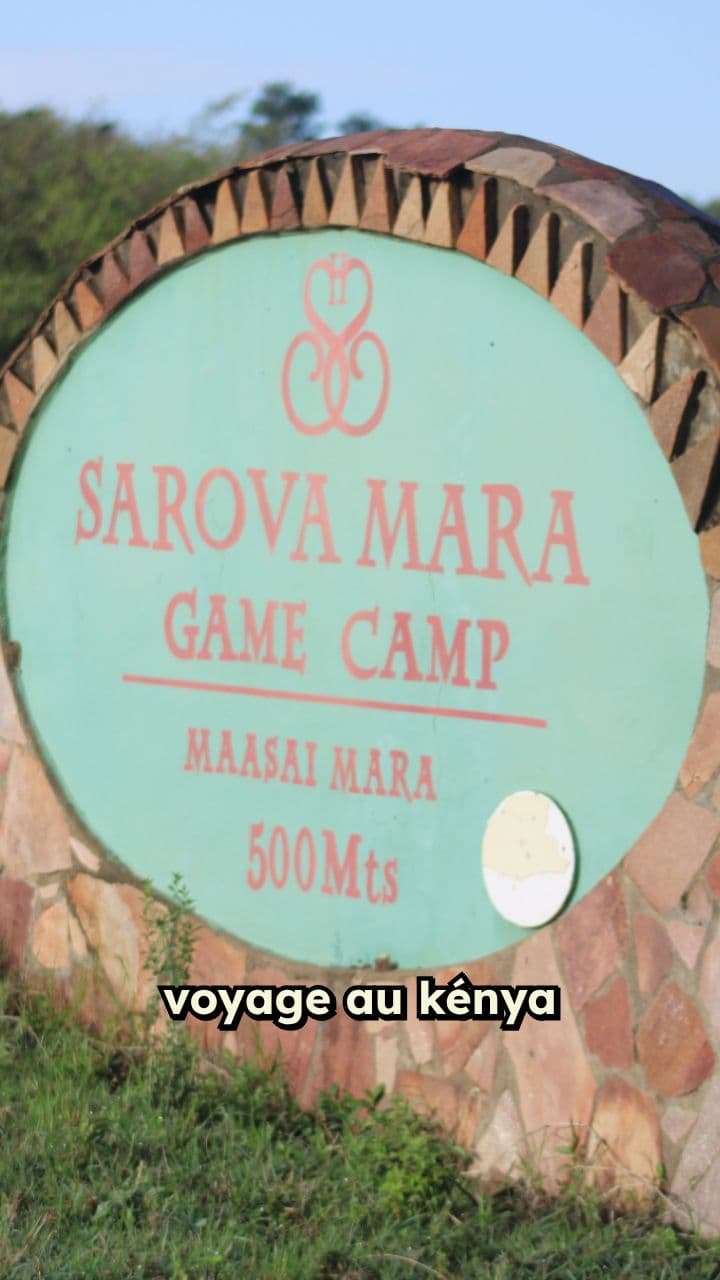 H
SAROVA MARA
GAME CAMP
MAASAI MARA
500Mts
voyage au kénya